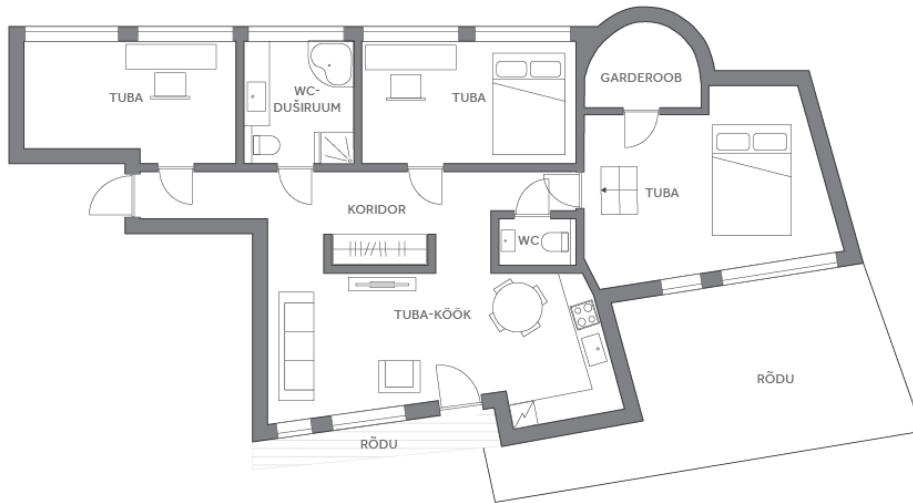 GARDEROOB
TUBA
WC-
DUŠIRUUM
TUBA
TUBA
KORIDOR
WC
TUBA-KÖÖK
RÕDU
RÕDU